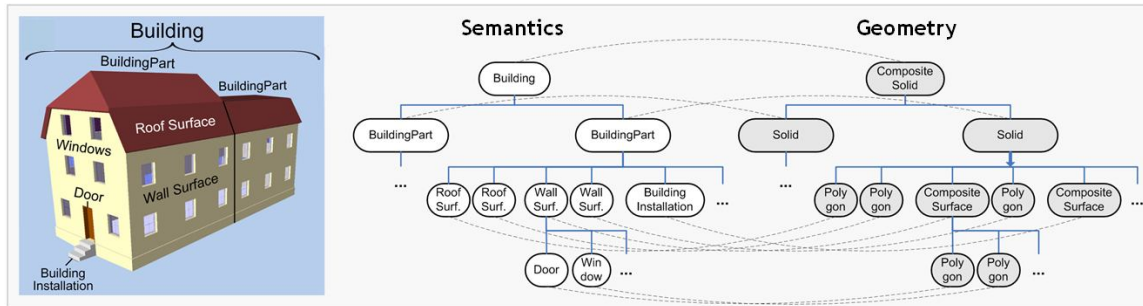 Building
BuildingPart
BuildingPart
Roof Surface
Windows
Wall Surface
Door
Building
Installation
Semantics
Geometry
Building
Composite
Solid
BuildingPart
BuildingPart
Solid
Solid
...
...
Roof
Surf.
Roof
Surf.
Wall
Surf.
Wall
Surf.
Building
Installation
...
Poly
gon
Poly
gon
Composite
Surface
Poly
gon
Composite
Surface
...
Door
Win
dow
...
Poly
gon
Poly
gon
...